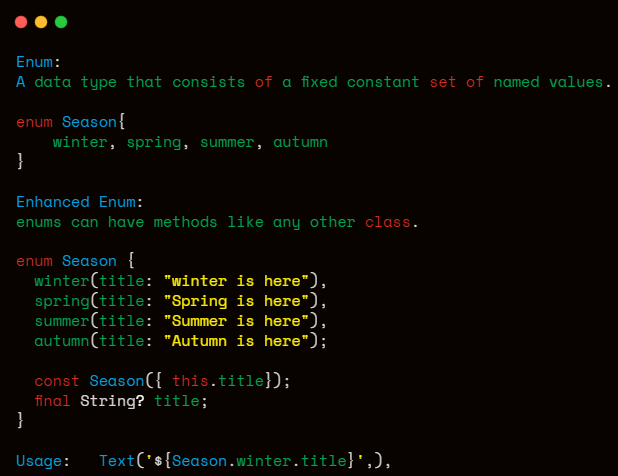 Enum:
A data type that consists of a fixed constant set of named values.
enum Season{
winter, spring, summer, autumn
}
Enhanced Enum:
enums can have methods like any other class.
enum Season {
winter(title: "winter is here"),
spring(title: "Spring is here"),
summer(title: "Summer is here"),
autumn(title: "Autumn is here");
const Season({ this.title});
final String? title;
}
Usage: Text('${Season.winter.title}',),